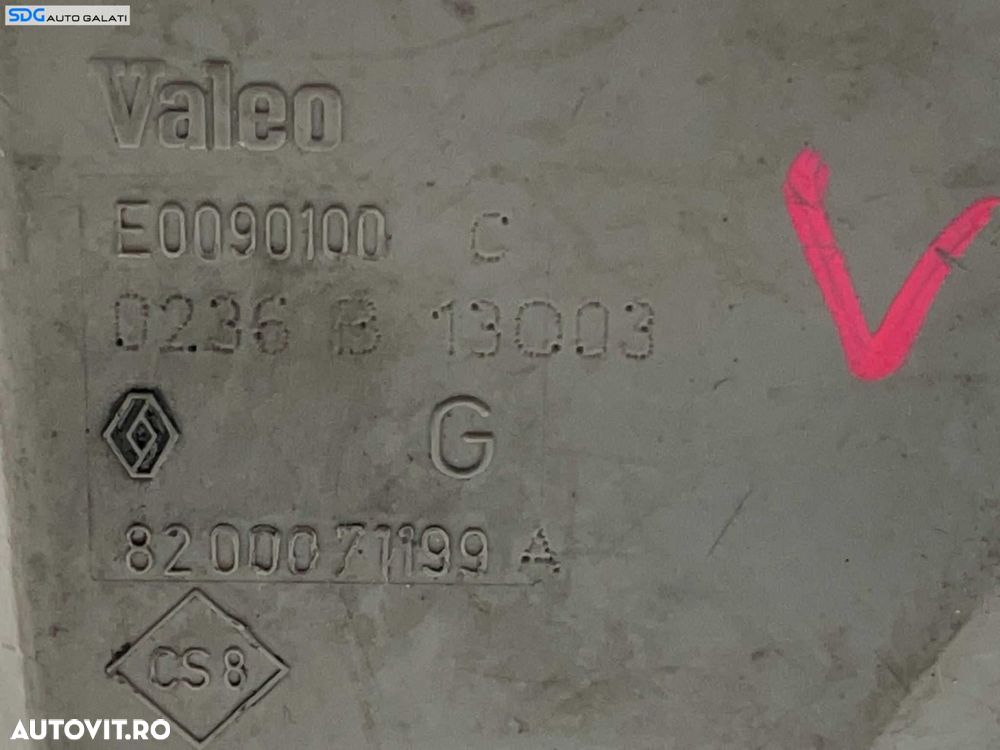 SDG AUTO GALATI
Valeo
E0090100 C
0236 B 13003
G
8200071199 A
CS8
V
AUTOVIT.RO